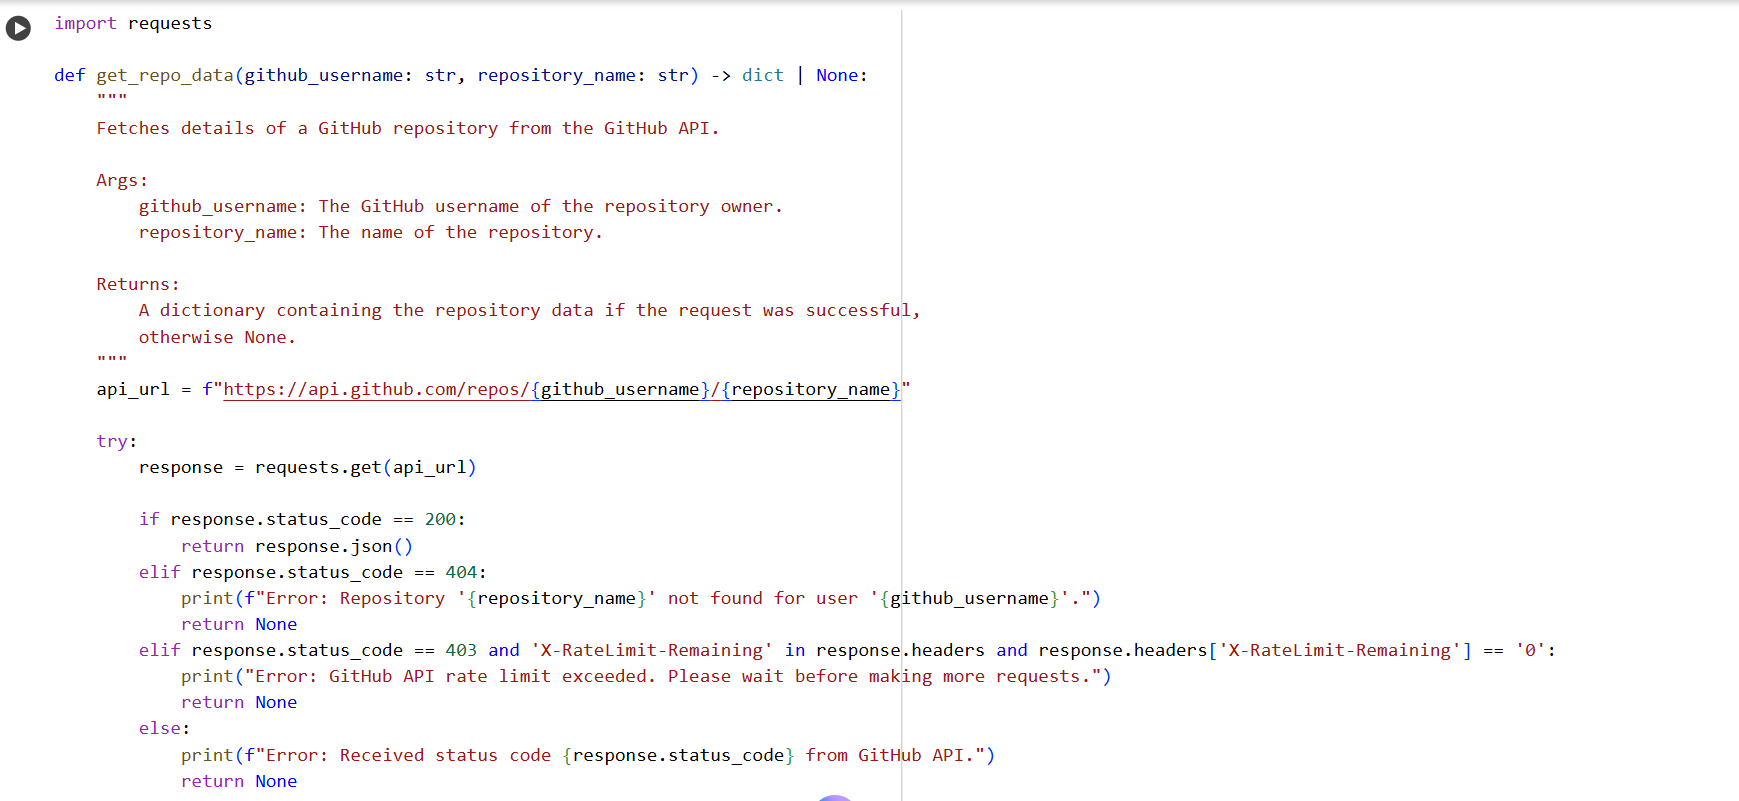 import requests
def get_repo_data(github_username: str, repository_name: str) -> dict | None:
"""
Fetches details of a GitHub repository from the GitHub API.
Args:
github_username: The GitHub username of the repository owner.
repository_name: The name of the repository.
Returns:
A dictionary containing the repository data if the request was successful,
otherwise None.
"""
api_url = f"https://api.github.com/repos/{github_username}/{repository_name}"
try:
response = requests.get(api_url)
if response.status_code == 200:
return response.json()
elif response.status_code == 404:
print(f"Error: Repository '{repository_name}' not found for user '{github_username}'.")
return None
elif response.status_code == 403 and 'X-RateLimit-Remaining' in response.headers and response.headers['X-RateLimit-Remaining'] == '0':
print("Error: GitHub API rate limit exceeded. Please wait before making more requests.")
return None
else:
print(f"Error: Received status code {response.status_code} from GitHub API.")
return None